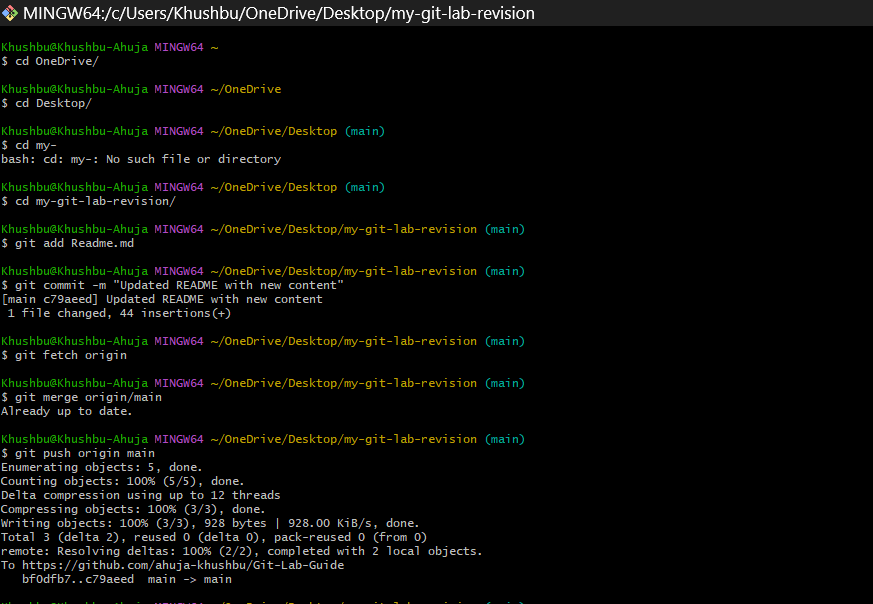 MINGW64:/c/Users/Khushbu/OneDrive/Desktop/my-git-lab-revision
Khushbu@Khushbu-Ahuja MINGW64 ~
$ cd OneDrive/
Khushbu@Khushbu-Ahuja MINGW64 ~/OneDrive
$ cd Desktop/
Khushbu@Khushbu-Ahuja MINGW64 ~/OneDrive/Desktop (main)
$ cd my-
bash: cd: my-: No such file or directory
Khushbu@Khushbu-Ahuja MINGW64 ~/OneDrive/Desktop (main)
$ cd my-git-lab-revision/
Khushbu@Khushbu-Ahuja MINGW64 ~/OneDrive/Desktop/my-git-lab-revision (main)
$ git add Readme.md
Khushbu@Khushbu-Ahuja MINGW64 ~/OneDrive/Desktop/my-git-lab-revision (main)
$ git commit -m "Updated README with new content"
[main c79aeed] Updated README with new content
 1 file changed, 44 insertions(+)
Khushbu@Khushbu-Ahuja MINGW64 ~/OneDrive/Desktop/my-git-lab-revision (main)
$ git fetch origin
Khushbu@Khushbu-Ahuja MINGW64 ~/OneDrive/Desktop/my-git-lab-revision (main)
$ git merge origin/main
Already up to date.
Khushbu@Khushbu-Ahuja MINGW64 ~/OneDrive/Desktop/my-git-lab-revision (main)
$ git push origin main
Enumerating objects: 5, done.
Counting objects: 100% (5/5), done.
Delta compression using up to 12 threads
Compressing objects: 100% (3/3), done.
Writing objects: 100% (3/3), 928 bytes | 928.00 KiB/s, done.
Total 3 (delta 2), reused 0 (delta 0), pack-reused 0 (from 0)
remote: Resolving deltas: 100% (2/2), completed with 2 local objects.
To https://github.com/ahuja-khushbu/Git-Lab-Guide
   bf0dfb7..c79aeed  main -> main